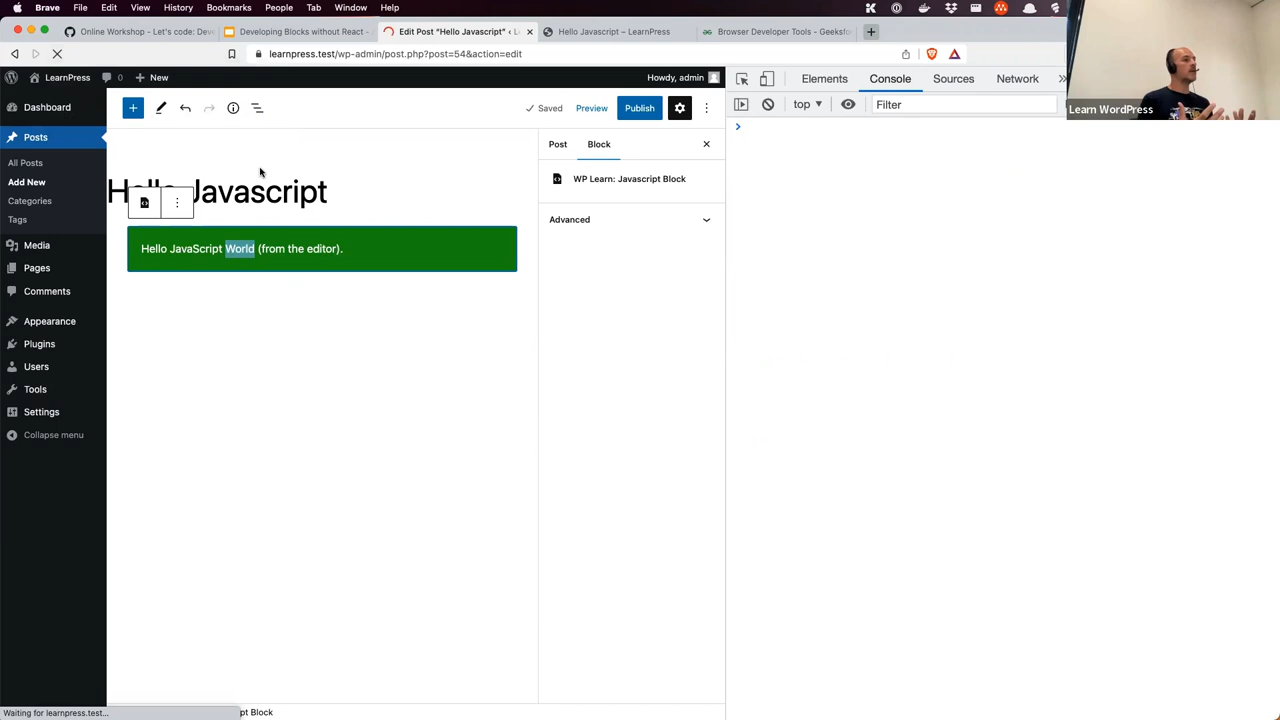 Brave File Edit View History Bookmarks People Tab Window Help
Online Workshop - Let's code: Dev
Developing Blocks without React -
Edit Post “Hello Javascript” ‹ L
Hello Javascript – LearnPress
Browser Developer Tools - Geeksfo
learnpress.test/wp-admin/post.php?post=54&action=edit
LearnPress 0 New Howdy, admin
Elements Console Sources Network
Learn WordPress
top Filter
Dashboard
Posts
All Posts
Add New
Categories
Tags
Media
Pages
Comments
Appearance
Plugins
Users
Tools
Settings
Collapse menu
Saved Preview Publish
Hello Javascript
Hello JavaScript World (from the editor).
Post Block
WP Learn: Javascript Block
Advanced
Waiting for learnpress.test...
pt Block